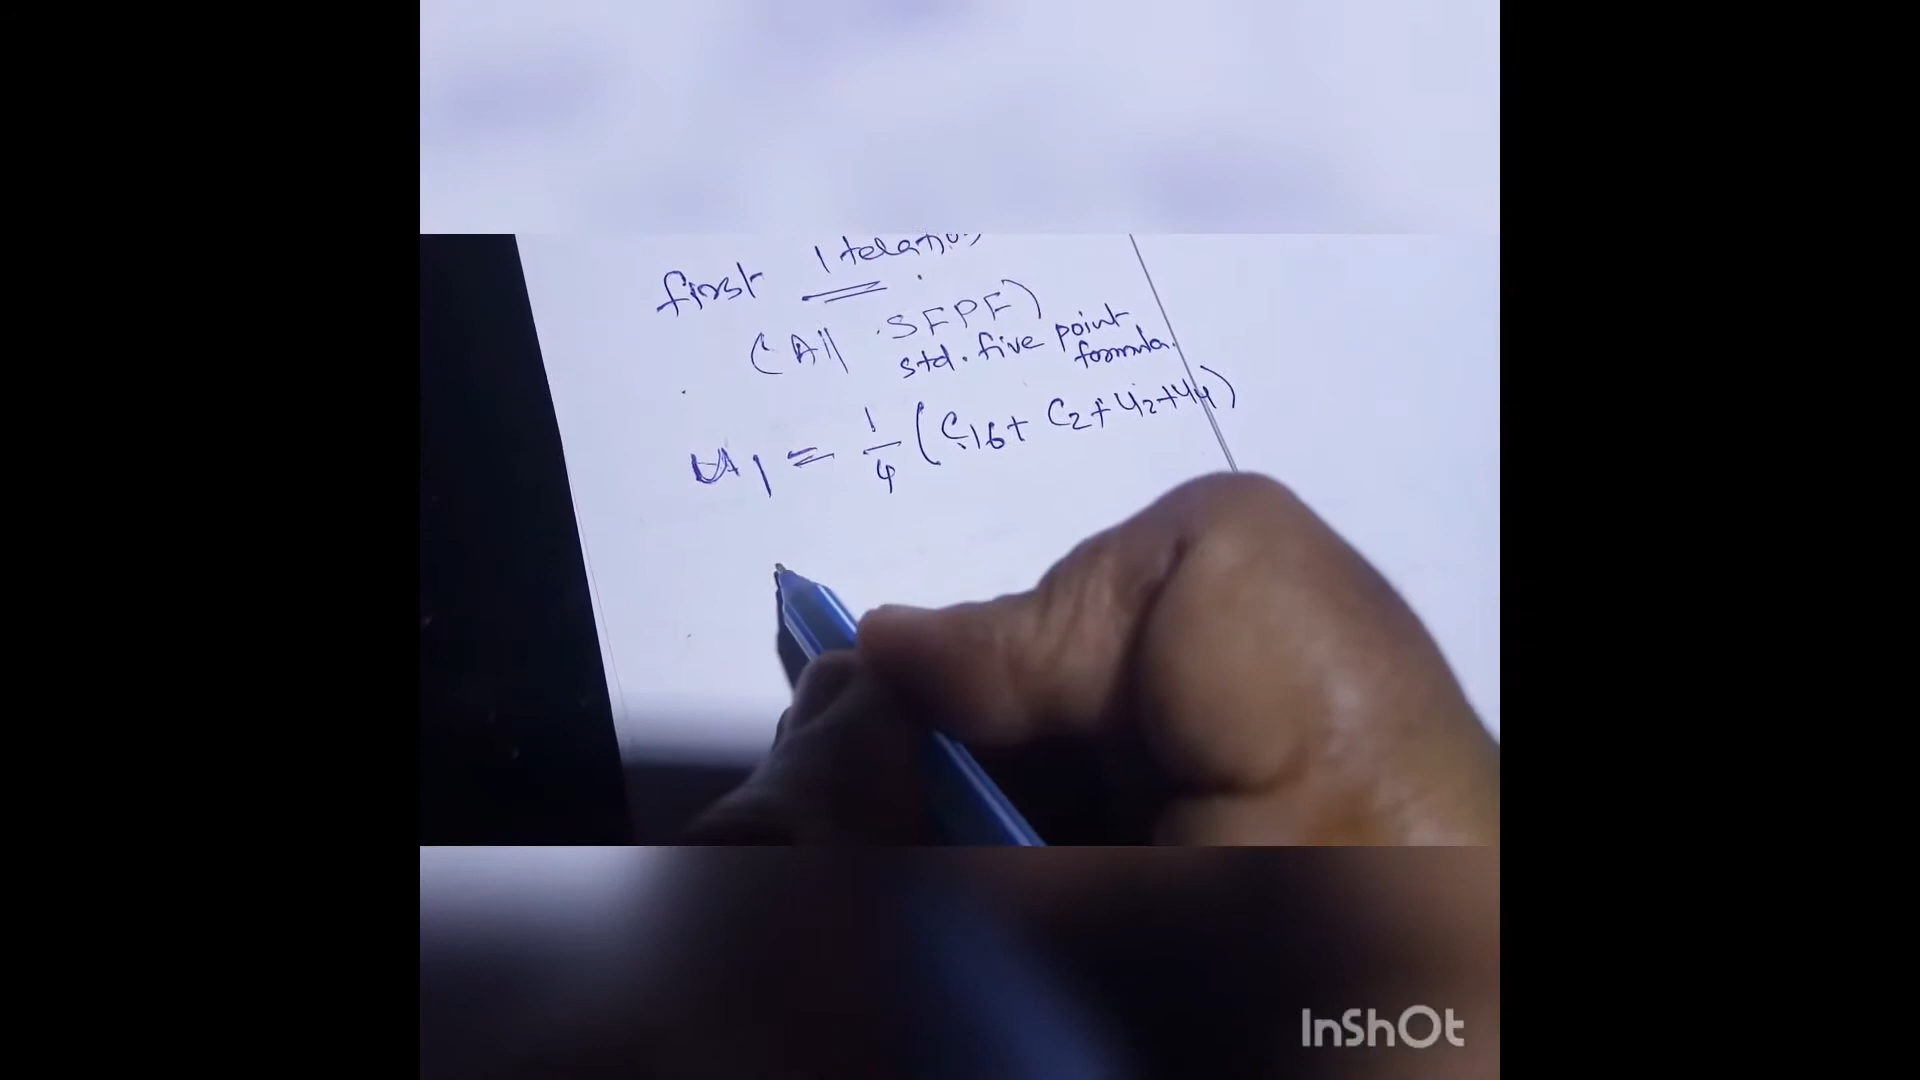 first Iteration
(All SFPF)
std. five point
formula.
u1 = 1/4 (C16 + C2 + u2 + u4)
InShOt